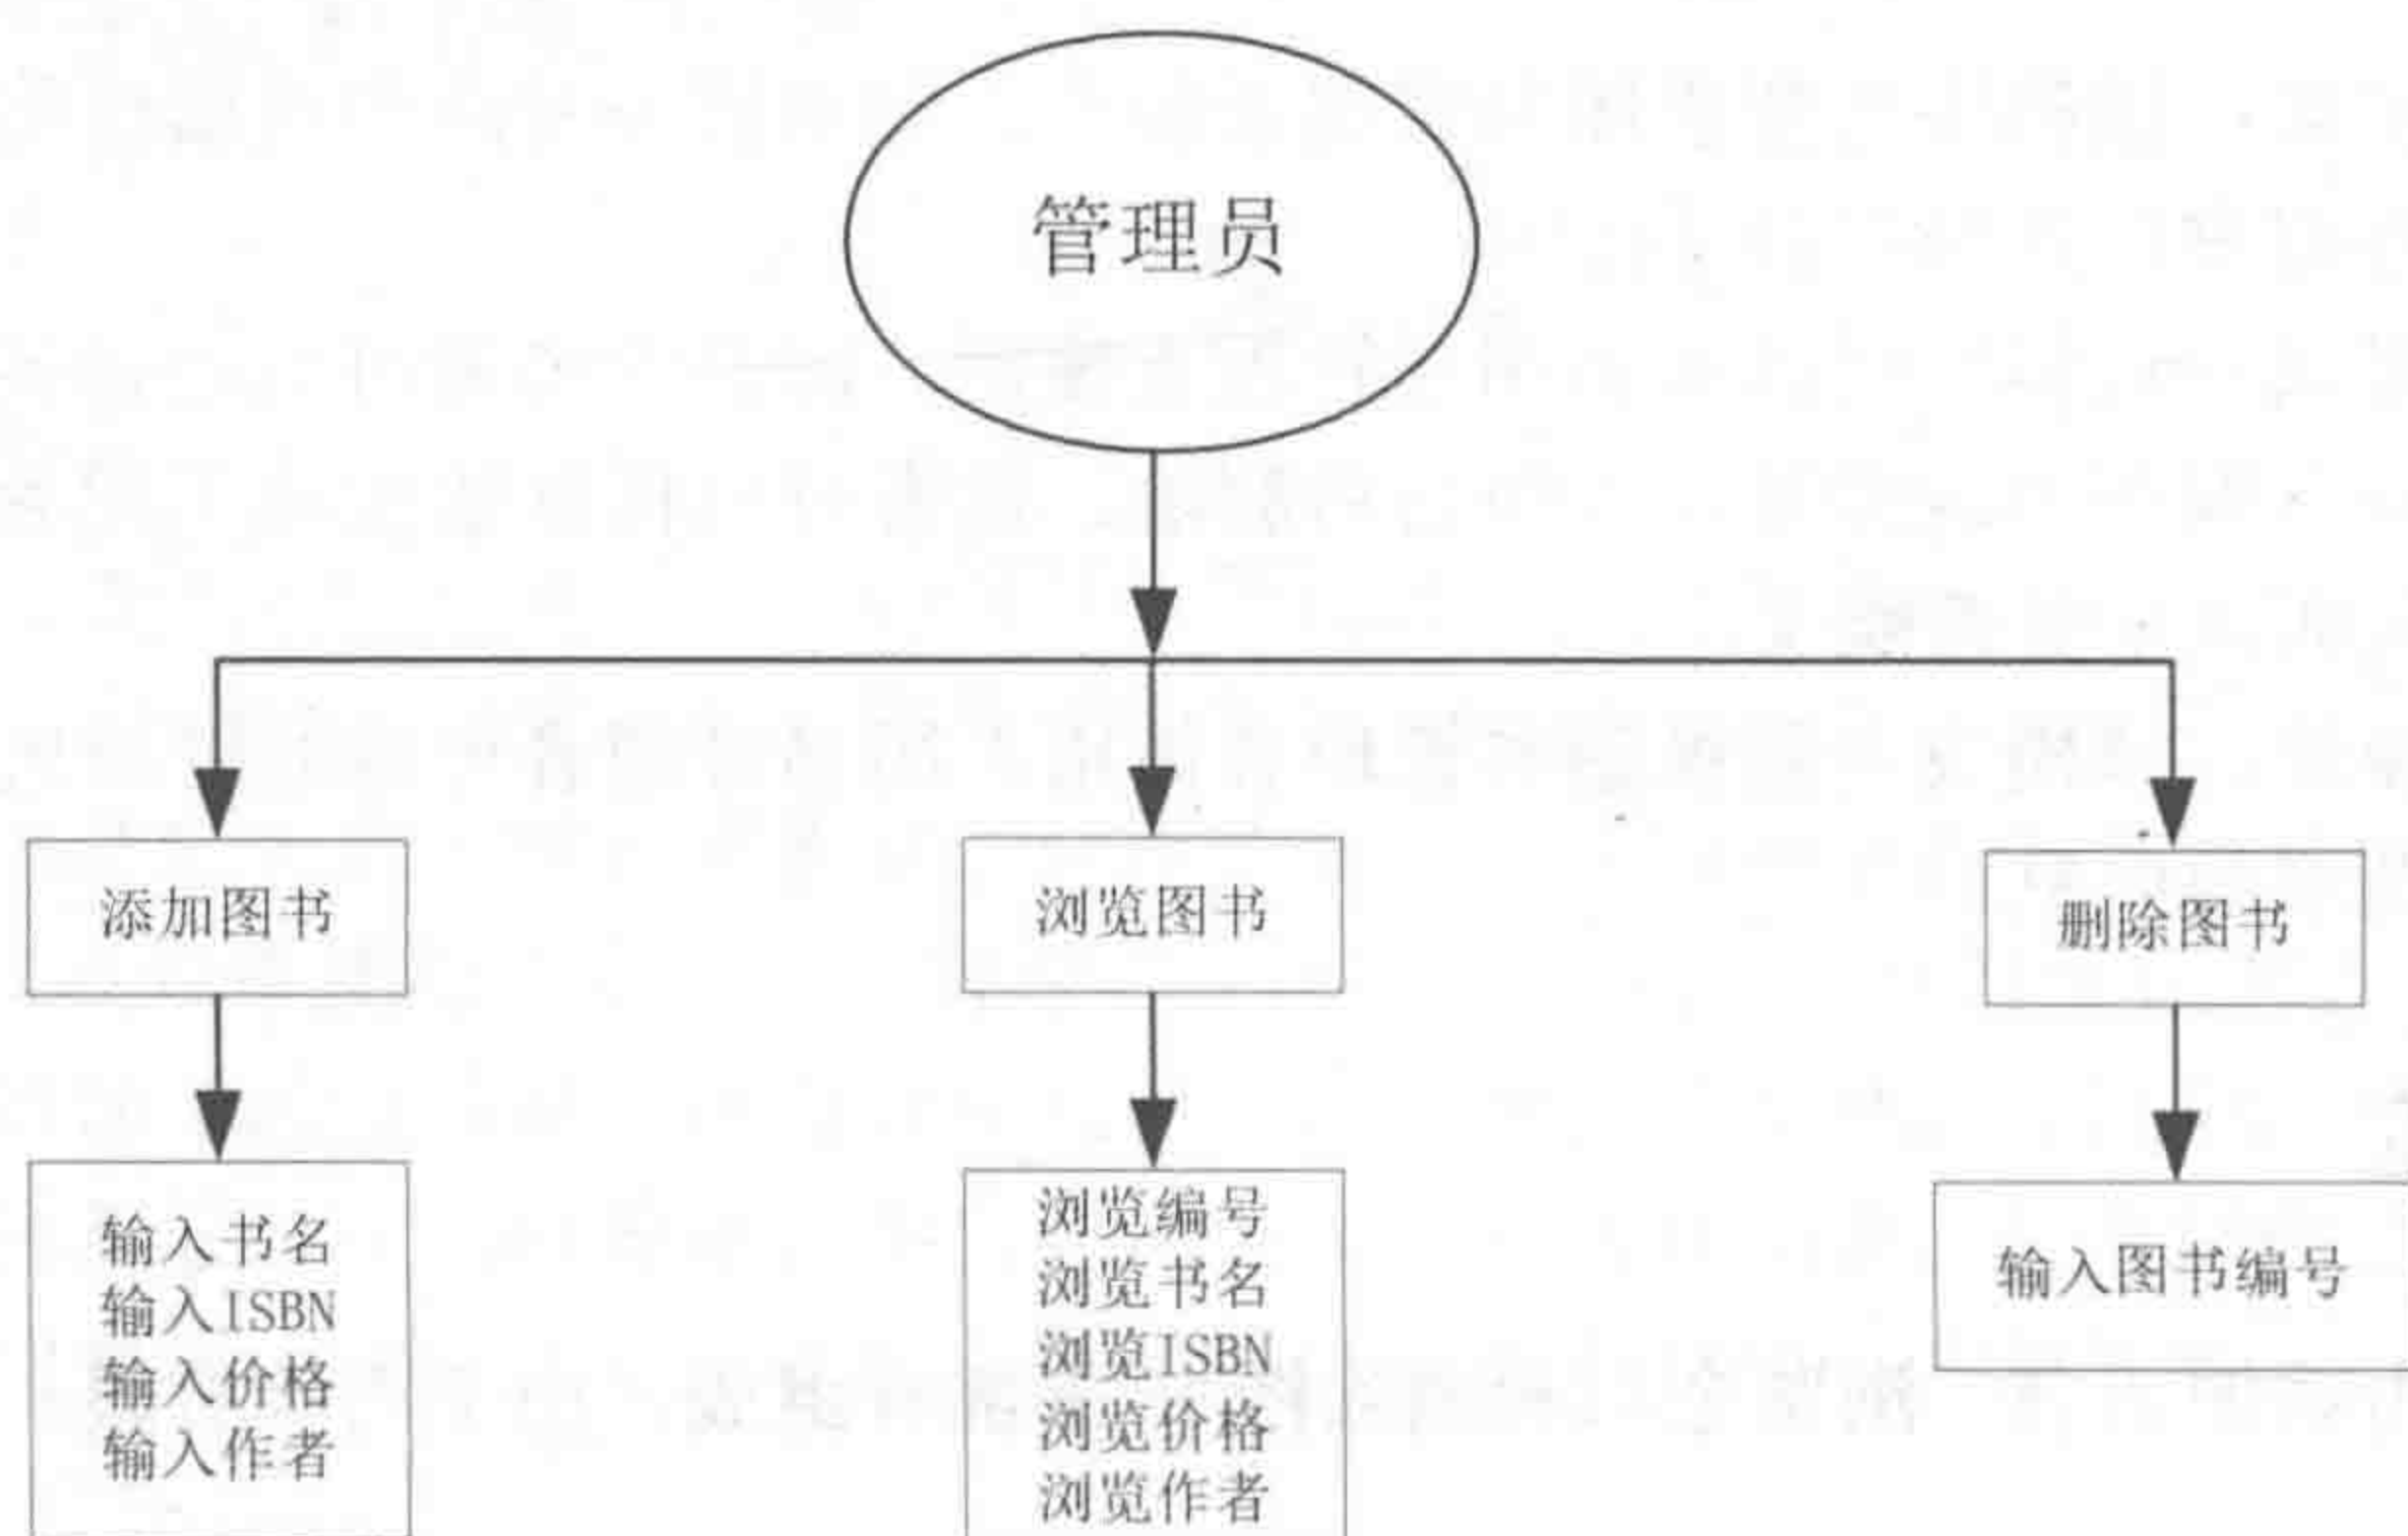 管理员
添加图书
浏览图书
删除图书
输入书名
输入ISBN
输入价格
输入作者
浏览编号
浏览书名
浏览ISBN
浏览价格
浏览作者
输入图书编号